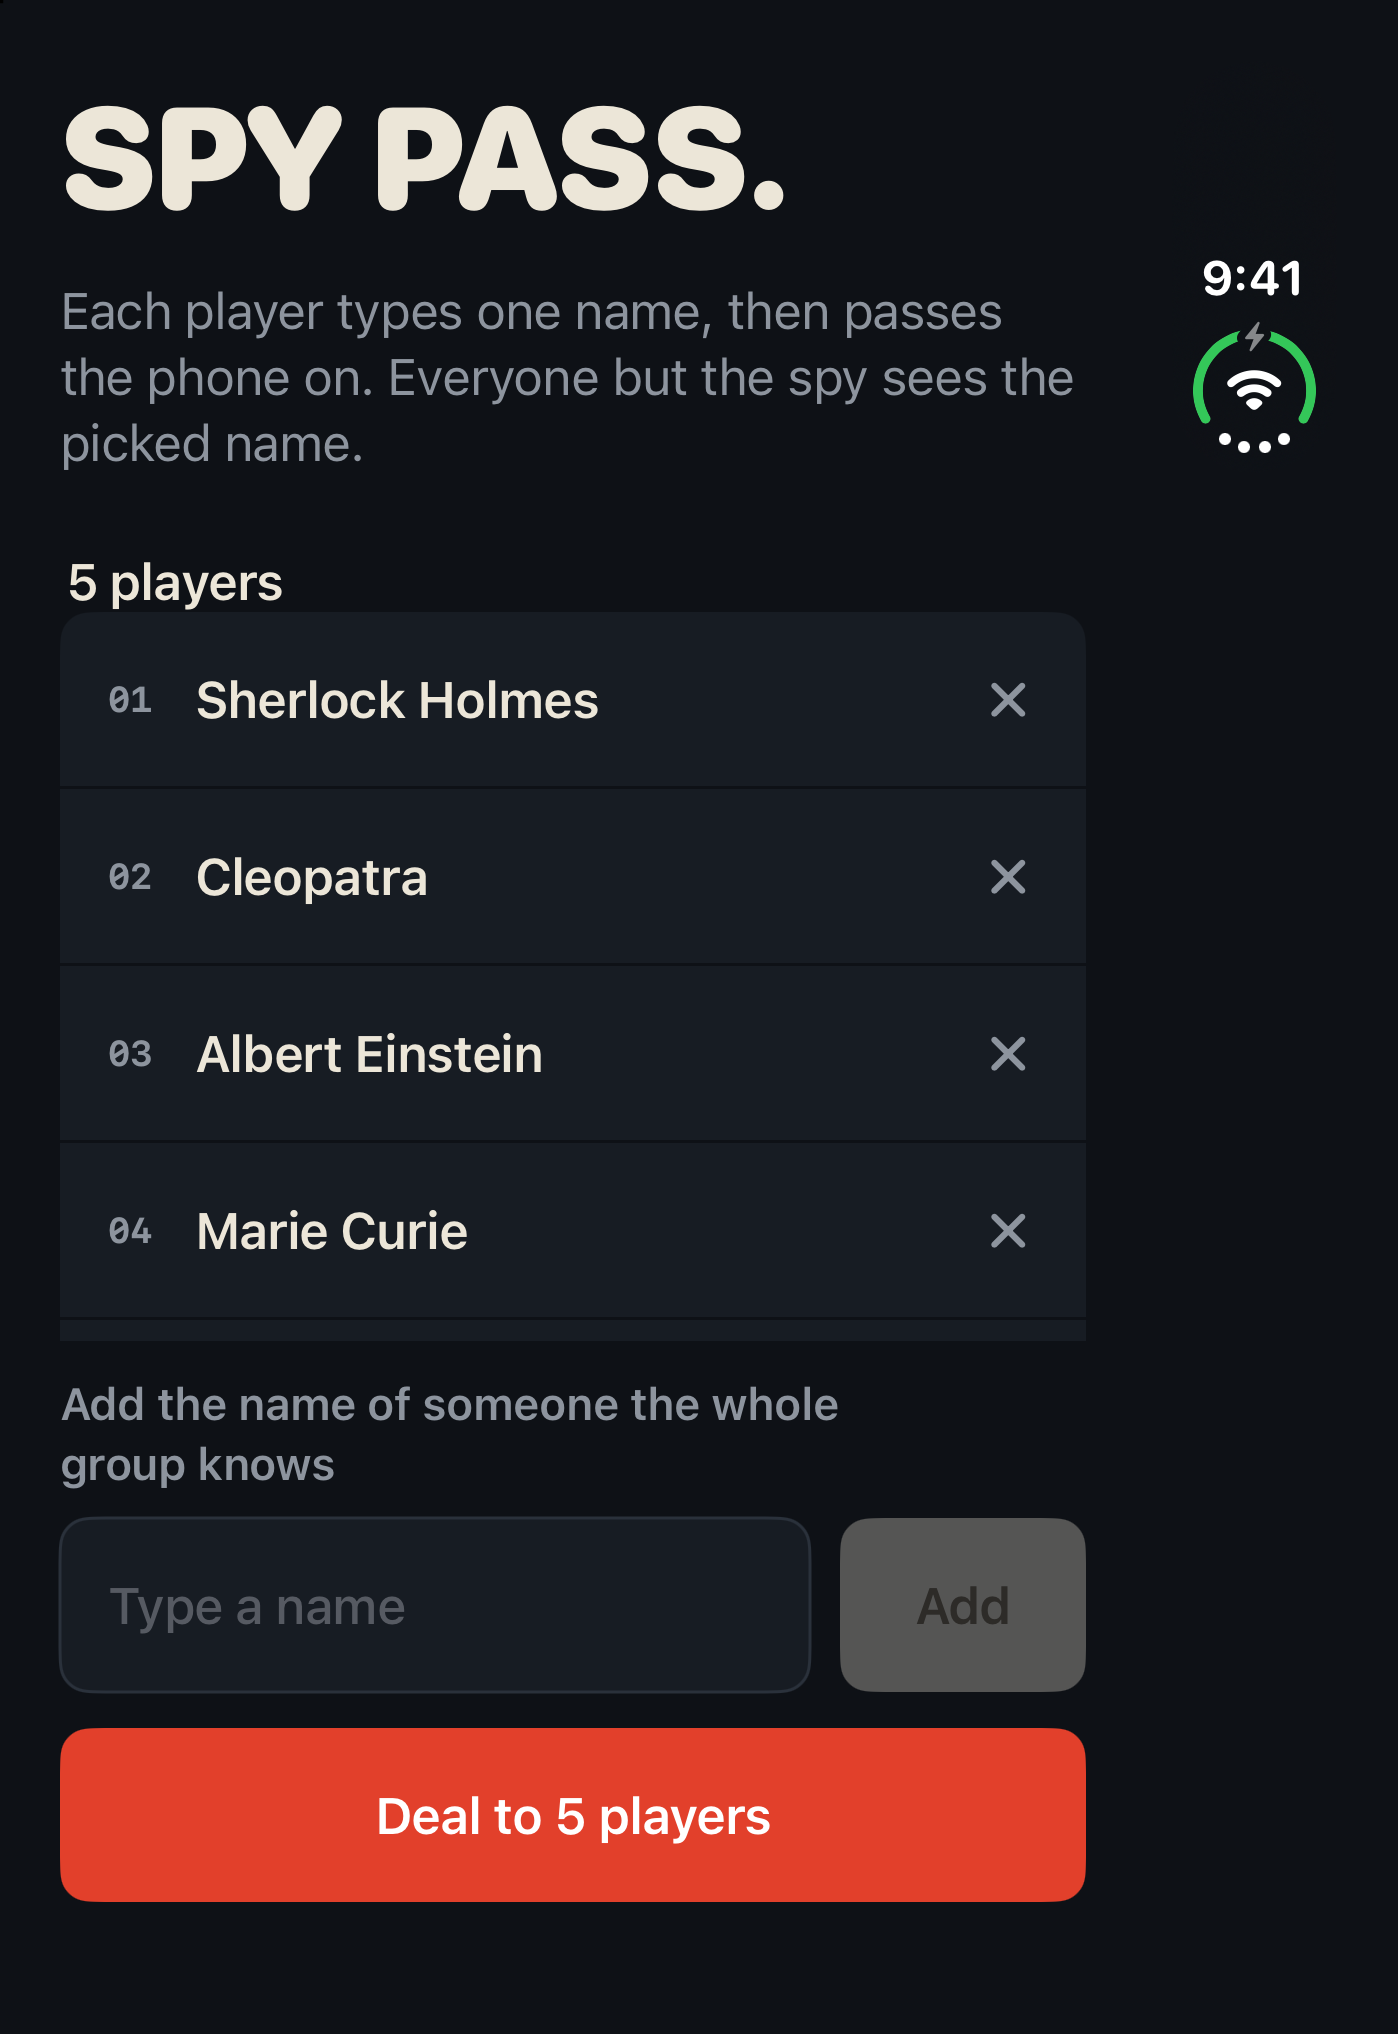 SPY PASS.
9:41
Each player types one name, then passes
the phone on. Everyone but the spy sees the
picked name.
5 players
01 Sherlock Holmes
02 Cleopatra
03 Albert Einstein
04 Marie Curie
Add the name of someone the whole
group knows
Type a name
Add
Deal to 5 players